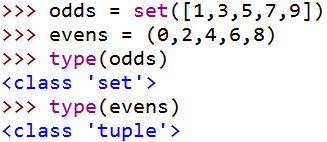 >>> odds = set([1,3,5,7,9])
>>> evens = (0,2,4,6,8)
>>> type(odds)
<class 'set'>
>>> type(evens)
<class 'tuple'>